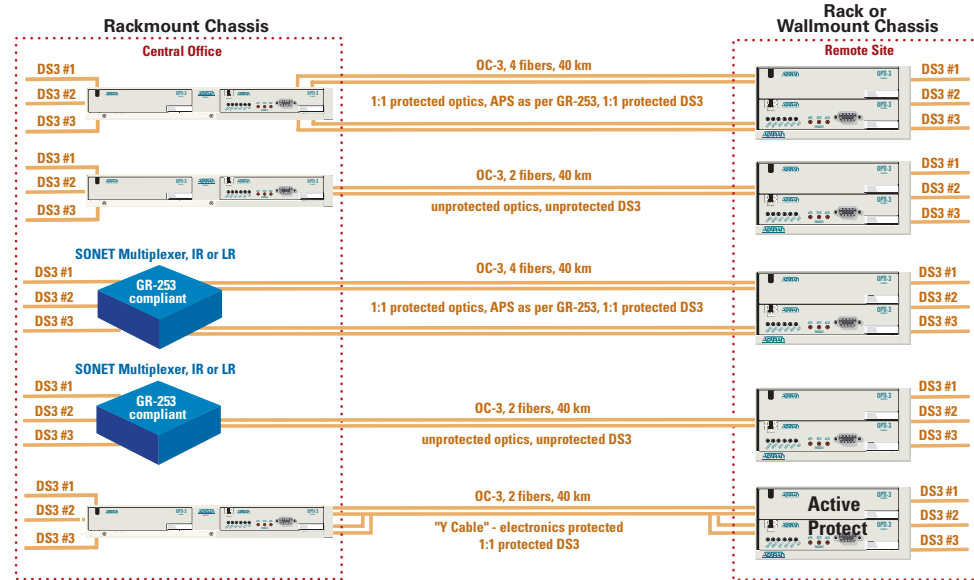 Rackmount Chassis
Rack or
Wallmount Chassis
Central Office
Remote Site
DS3 #1
DS3 #2
DS3 #3
OC-3, 4 fibers, 40 km
1:1 protected optics, APS as per GR-253, 1:1 protected DS3
OPTI-3
DS3 #1
DS3 #2
DS3 #3
DS3 #1
DS3 #2
DS3 #3
OC-3, 2 fibers, 40 km
unprotected optics, unprotected DS3
DS3 #1
DS3 #2
DS3 #3
SONET Multiplexer, IR or LR
GR-253
compliant
DS3 #1
DS3 #2
DS3 #3
OC-3, 4 fibers, 40 km
1:1 protected optics, APS as per GR-253, 1:1 protected DS3
DS3 #1
DS3 #2
DS3 #3
SONET Multiplexer, IR or LR
GR-253
compliant
DS3 #1
DS3 #2
DS3 #3
OC-3, 2 fibers, 40 km
unprotected optics, unprotected DS3
DS3 #1
DS3 #2
DS3 #3
DS3 #1
DS3 #2
DS3 #3
OC-3, 2 fibers, 40 km
"Y Cable" - electronics protected
1:1 protected DS3
Active
Protect
DS3 #1
DS3 #2
DS3 #3